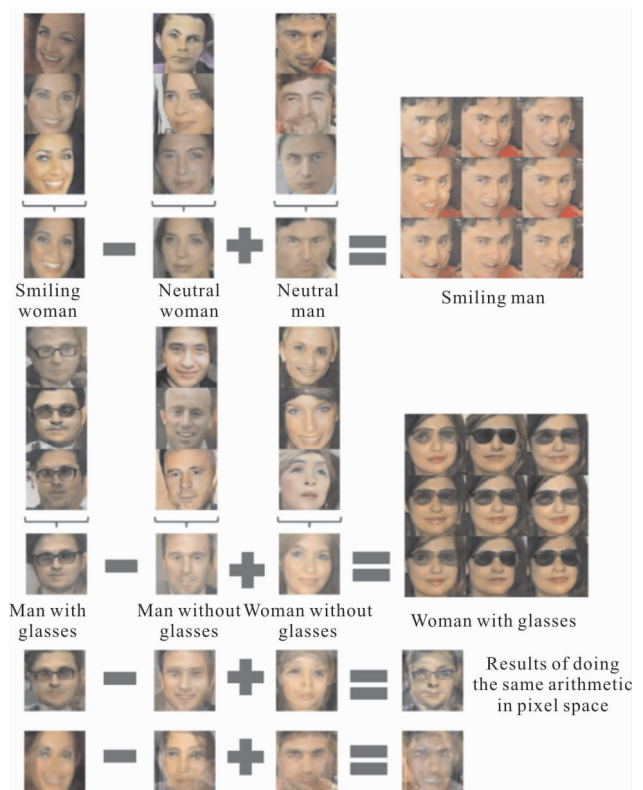 Smiling
woman
Neutral
woman
Neutral
man
Smiling man
Man with
glasses
Man without
glasses
Woman without
glasses
Woman with glasses
Results of doing
the same arithmetic
in pixel space